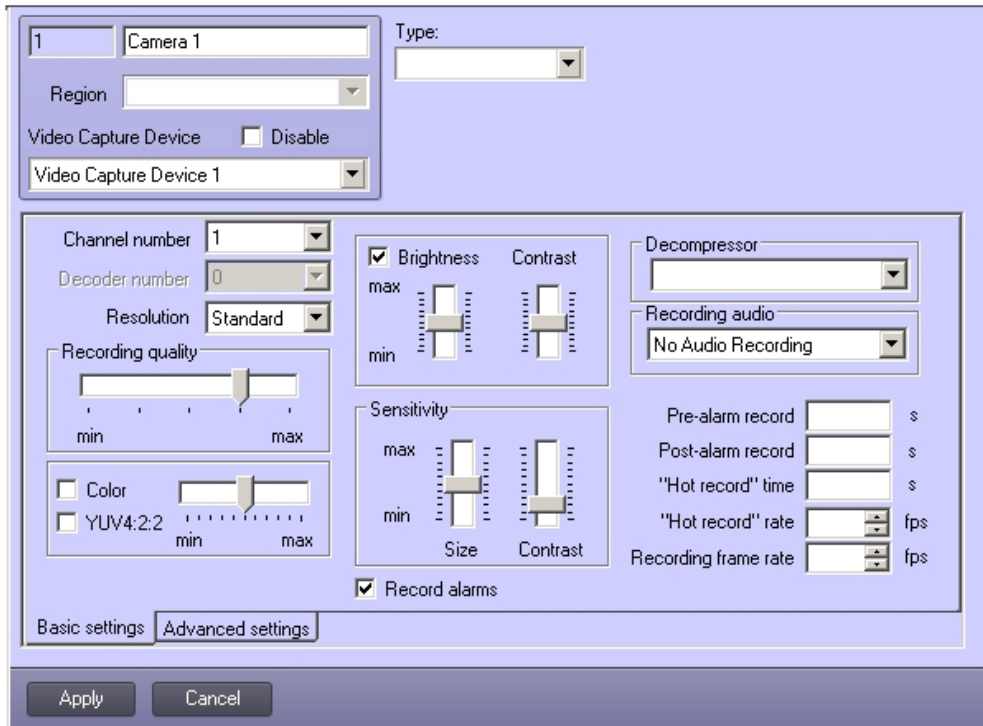 1
Camera 1
Type:
Region
Video Capture Device
Disable
Video Capture Device 1
Channel number
1
Decoder number
0
Resolution
Standard
Recording quality
min
max
Color
YUV4:2:2
min
max
Brightness
Contrast
max
min
Sensitivity
max
min
Size
Contrast
Record alarms
Decompressor
Recording audio
No Audio Recording
Pre-alarm record
s
Post-alarm record
s
"Hot record" time
s
"Hot record" rate
fps
Recording frame rate
fps
Basic settings
Advanced settings
Apply
Cancel